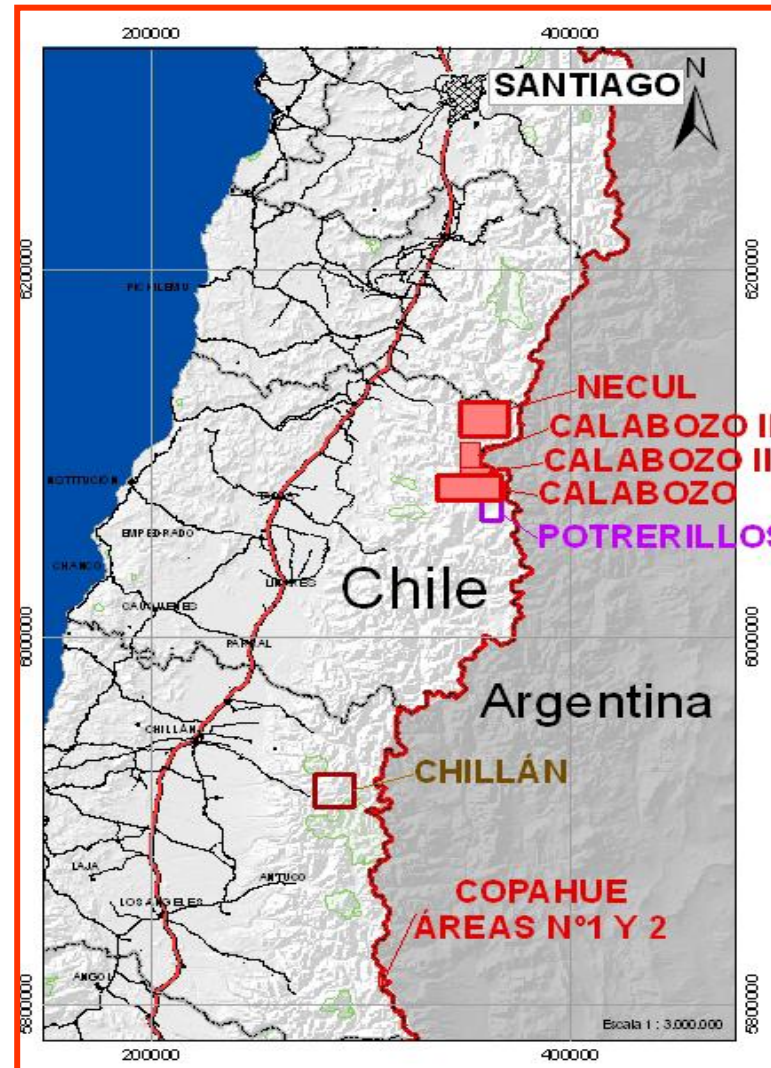 200000
400000
SANTIAGO
N
6200000
6200000
PICHILEMU
NECUL
CALABOZO II
CALABOZO II
CALABOZO
POTRERILLOS
TALCA
EMPEDRADO
CHANCO
LINARES
Chile
CAUQUENES
PARRAL
6000000
6000000
Argentina
CHILLÁN
CHILLÁN
LAJA
ANTUCO
LOS ANGELES
COPAHUE
ÁREAS Nº1 Y 2
ANGOL
5800000
5800000
Escala 1 : 3.000.000
200000
400000